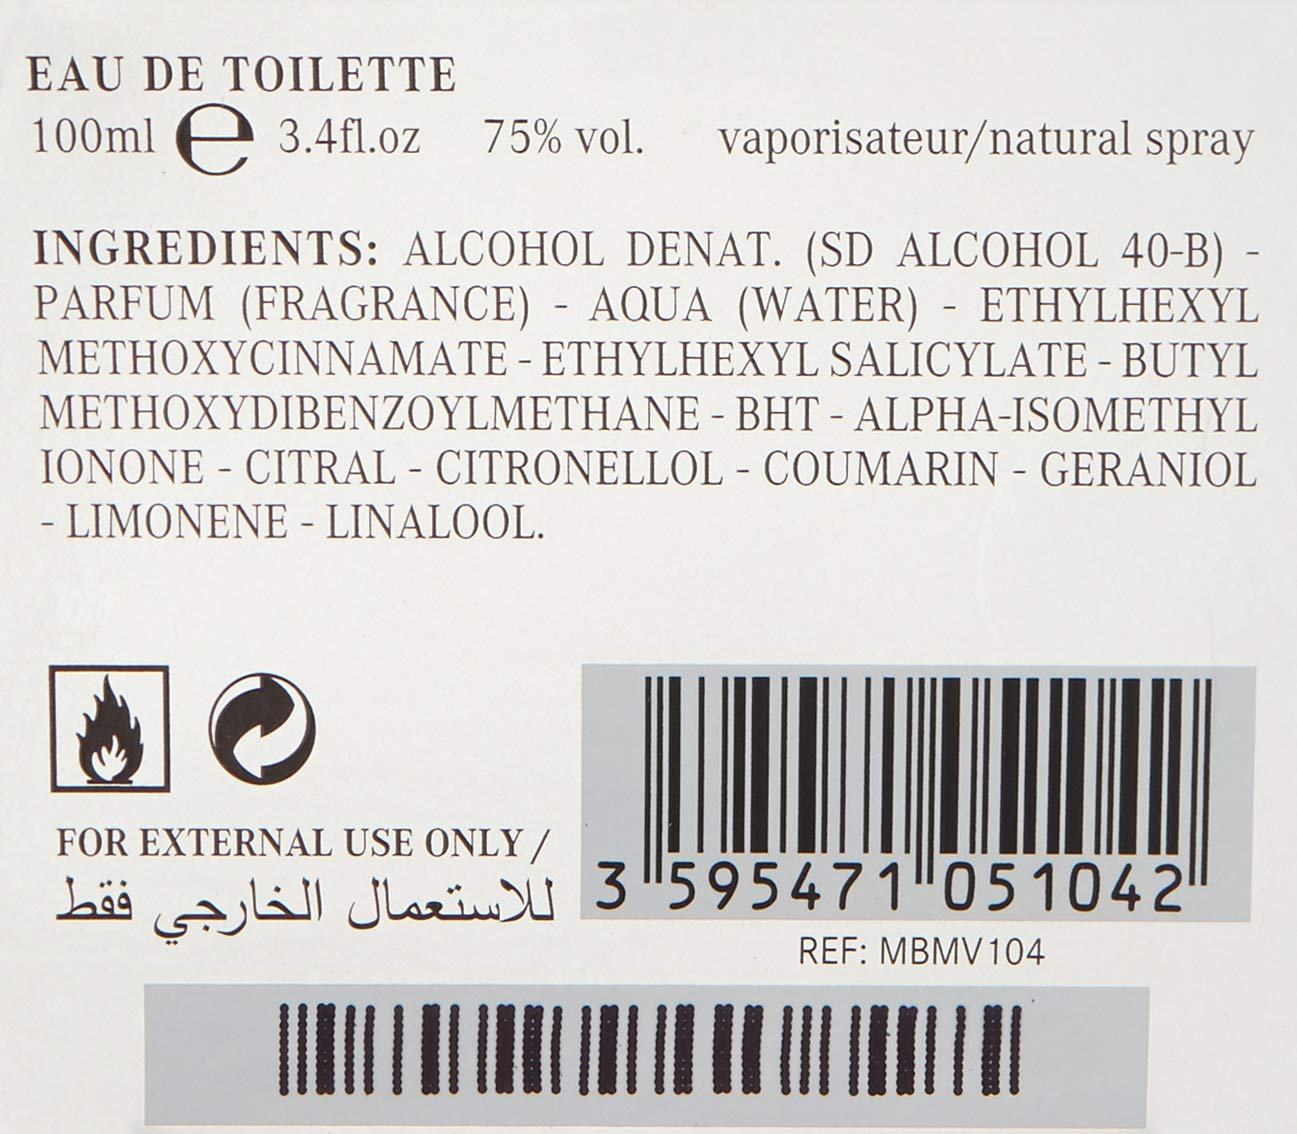 EAU DE TOILETTE
100ml e 3.4fl.oz 75% vol. vaporisateur/natural spray
INGREDIENTS: ALCOHOL DENAT. (SD ALCOHOL 40-B) -
PARFUM (FRAGRANCE) - AQUA (WATER) - ETHYLHEXYL
METHOXYCINNAMATE - ETHYLHEXYL SALICYLATE - BUTYL
METHOXYDIBENZOYLMETHANE - BHT - ALPHA-ISOMETHYL
IONONE - CITRAL - CITRONELLOL - COUMARIN - GERANIOL
- LIMONENE - LINALOOL.
FOR EXTERNAL USE ONLY /
للاستعمال الخارجي فقط
3 595471 051042
REF: MBMV104